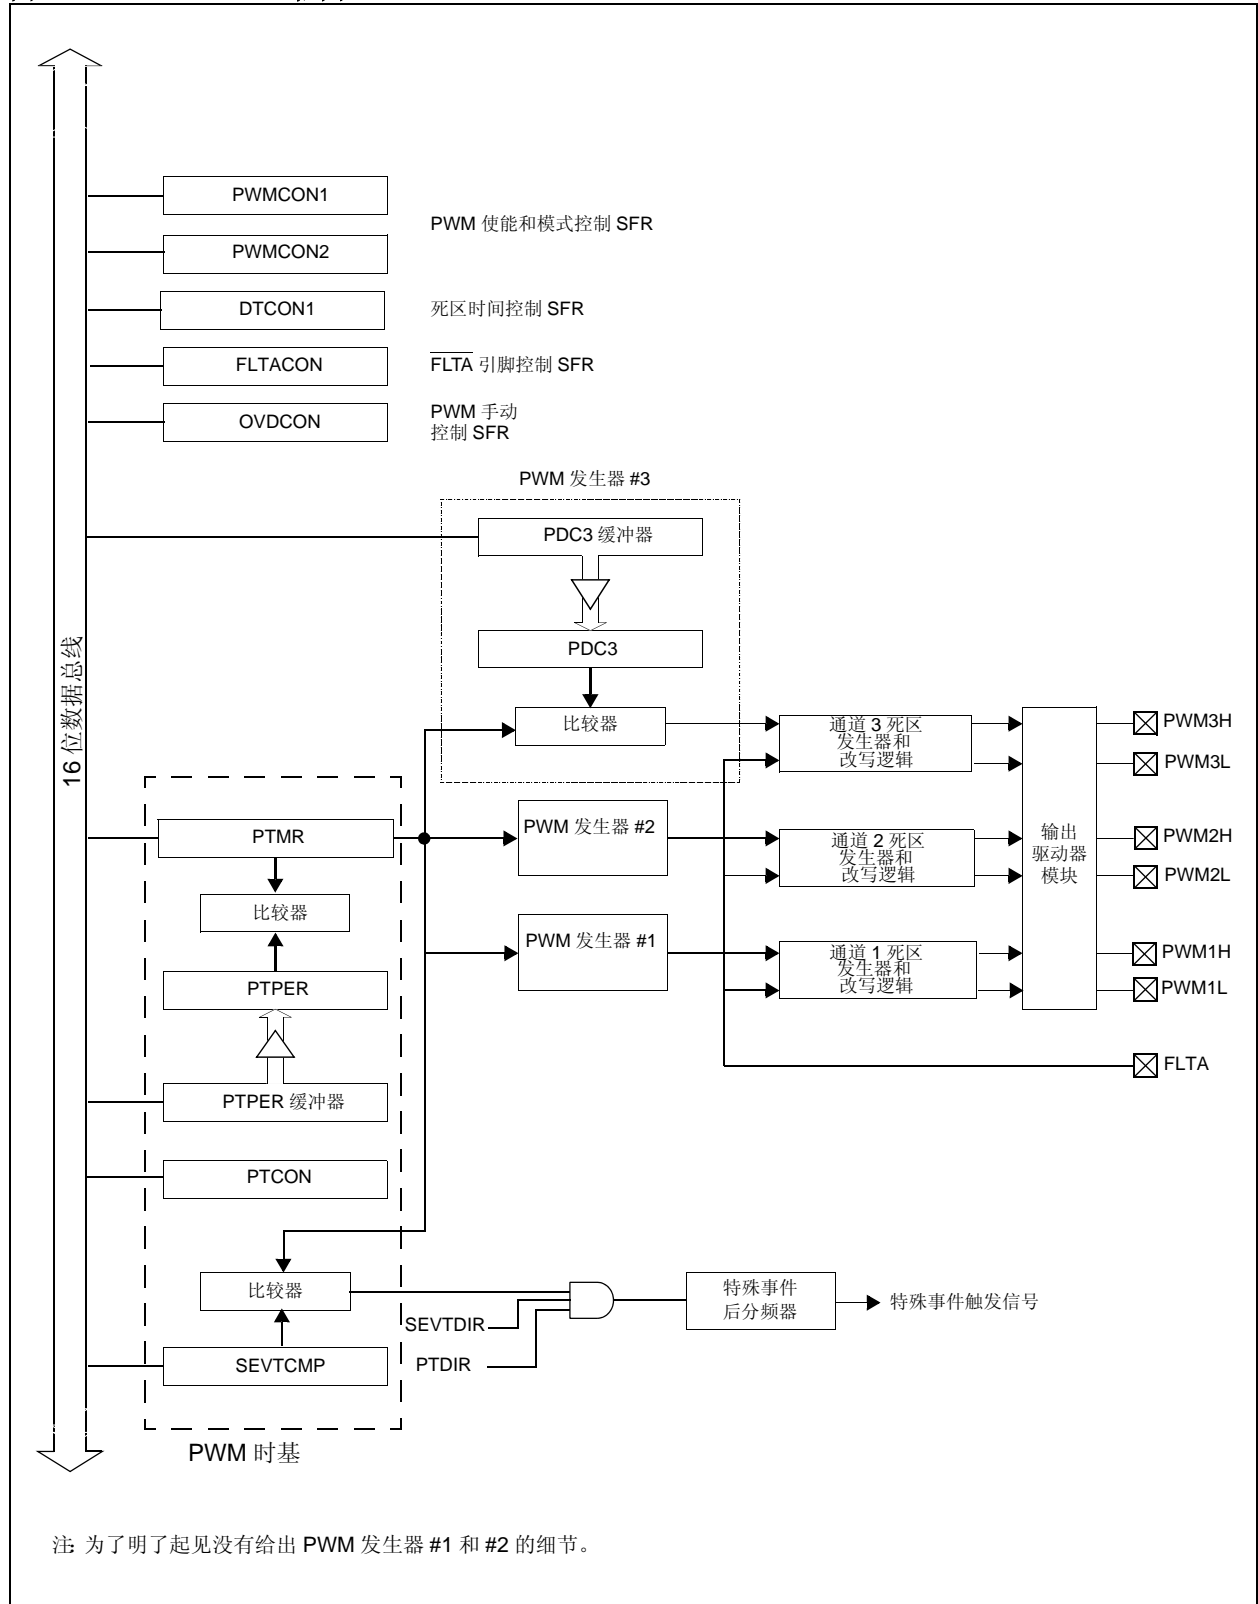 PWMCON1
PWM 使能和模式控制 SFR
PWMCON2
DTCON1
死区时间控制 SFR
FLTACON
FLTA 引脚控制 SFR
OVDCON
PWM 手动
控制 SFR
PWM 发生器 #3
PDC3 缓冲器
PDC3
比较器
16 位数据总线
通道 3 死区
发生器和
改写逻辑
PWM3H
PWM3L
PTMR
PWM 发生器 #2
通道 2 死区
发生器和
改写逻辑
输出
驱动器
模块
PWM2H
PWM2L
比较器
PWM 发生器 #1
通道 1 死区
发生器和
改写逻辑
PWM1H
PWM1L
PTPER
FLTA
PTPER 缓冲器
PTCON
比较器
特殊事件
后分频器
特殊事件触发信号
SEVTDIR
SEVTCMP
PTDIR
PWM 时基
注: 为了明了起见没有给出 PWM 发生器 #1 和 #2 的细节。